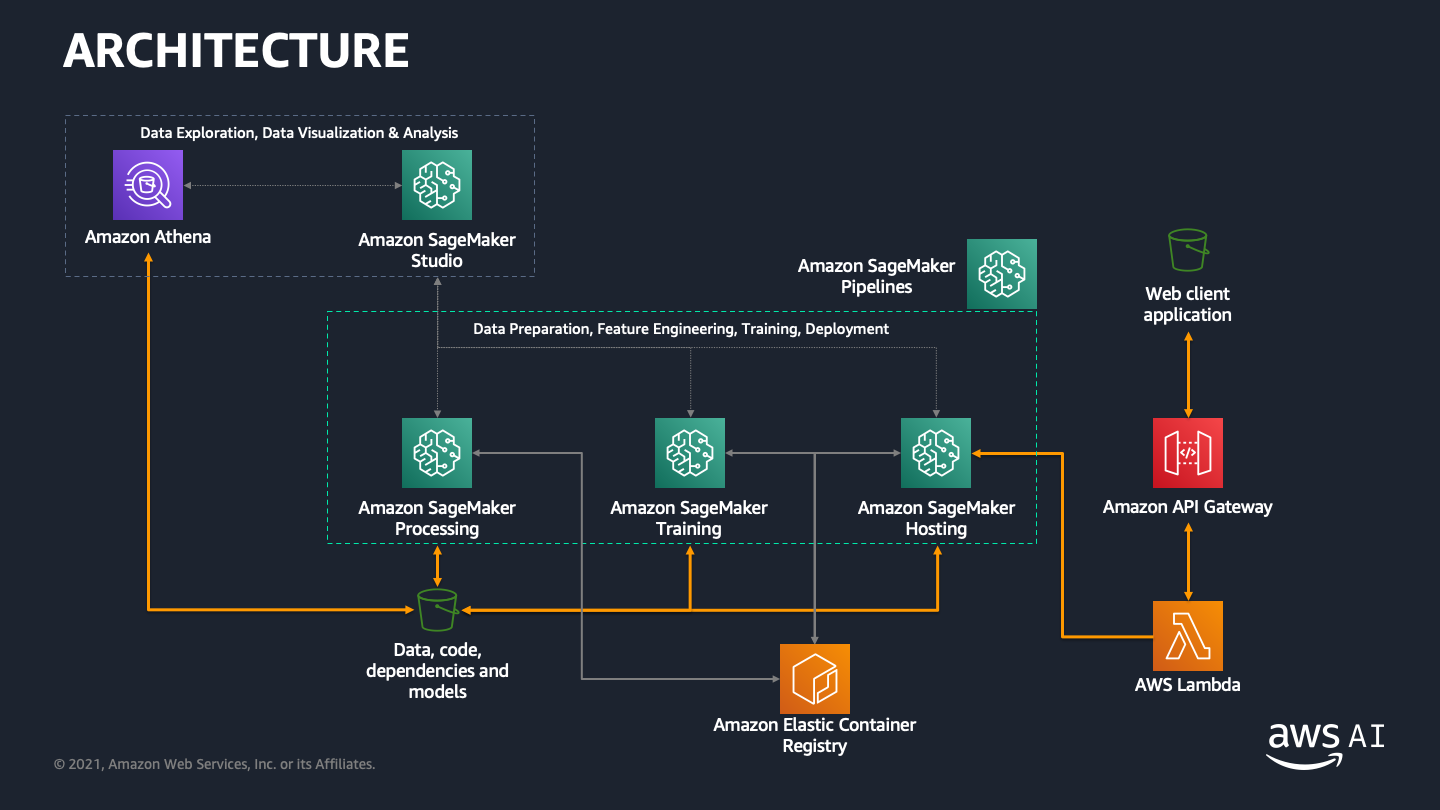 ARCHITECTURE
Data Exploration, Data Visualization & Analysis
Amazon Athena
Amazon SageMaker
Studio
Amazon SageMaker
Pipelines
Web client
application
Data Preparation, Feature Engineering, Training, Deployment
Amazon SageMaker
Processing
Amazon SageMaker
Training
Amazon SageMaker
Hosting
</>
Amazon API Gateway
Data, code,
dependencies and
models
AWS Lambda
Amazon Elastic Container
Registry
aws AI
© 2021, Amazon Web Services, Inc. or its Affiliates.